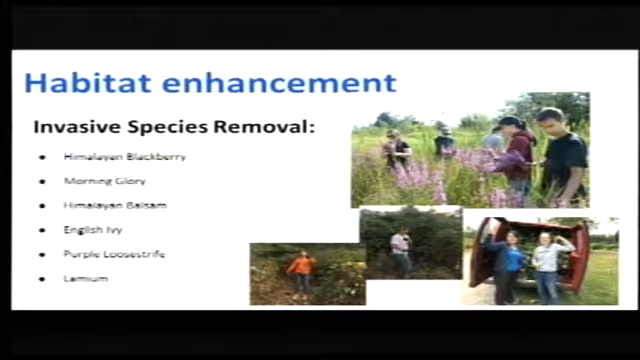 Habitat enhancement
Invasive Species Removal:
• Himalayan Blackberry
• Morning Glory
• Himalayan Balsam
• English Ivy
• Purple Loosestrife
• Lamium